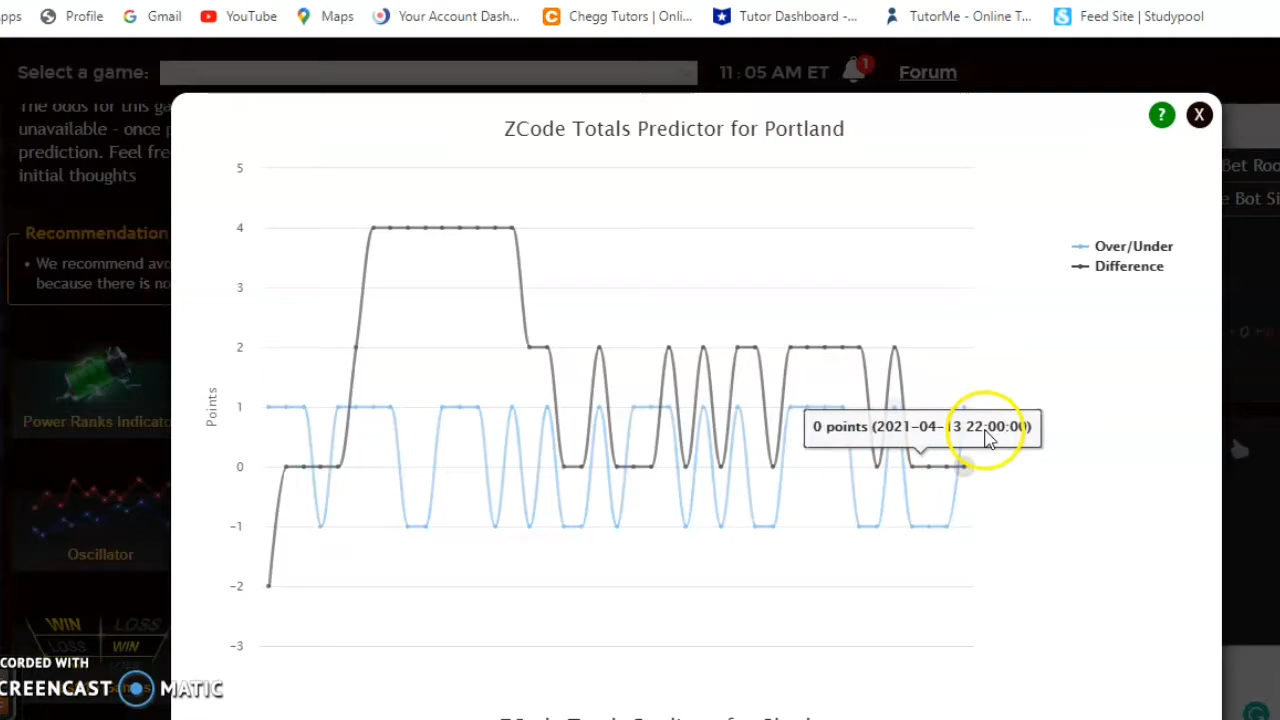 pps
Profile
Gmail
YouTube
Maps
Your Account Dash...
Chegg Tutors | Onli...
Tutor Dashboard -...
TutorMe - Online T...
Feed Site | Studypool
Select a game:
11:05 AM ET
1
Forum
The odds for this ga
unavailable - once p
prediction. Feel fre
initial thoughts
Recommendation
• We recommend avo
because there is no
Power Ranks Indicato
Oscillator
WIN LOSS
LOSS WIN
CORDED WITH
CREENCAST MATIC
ZCode Totals Predictor for Portland
?
X
5
4
3
2
1
0
-1
-2
-3
Points
Over/Under
Difference
0 points (2021-04-13 22:00:00)
Bet Roo
e Bot Si